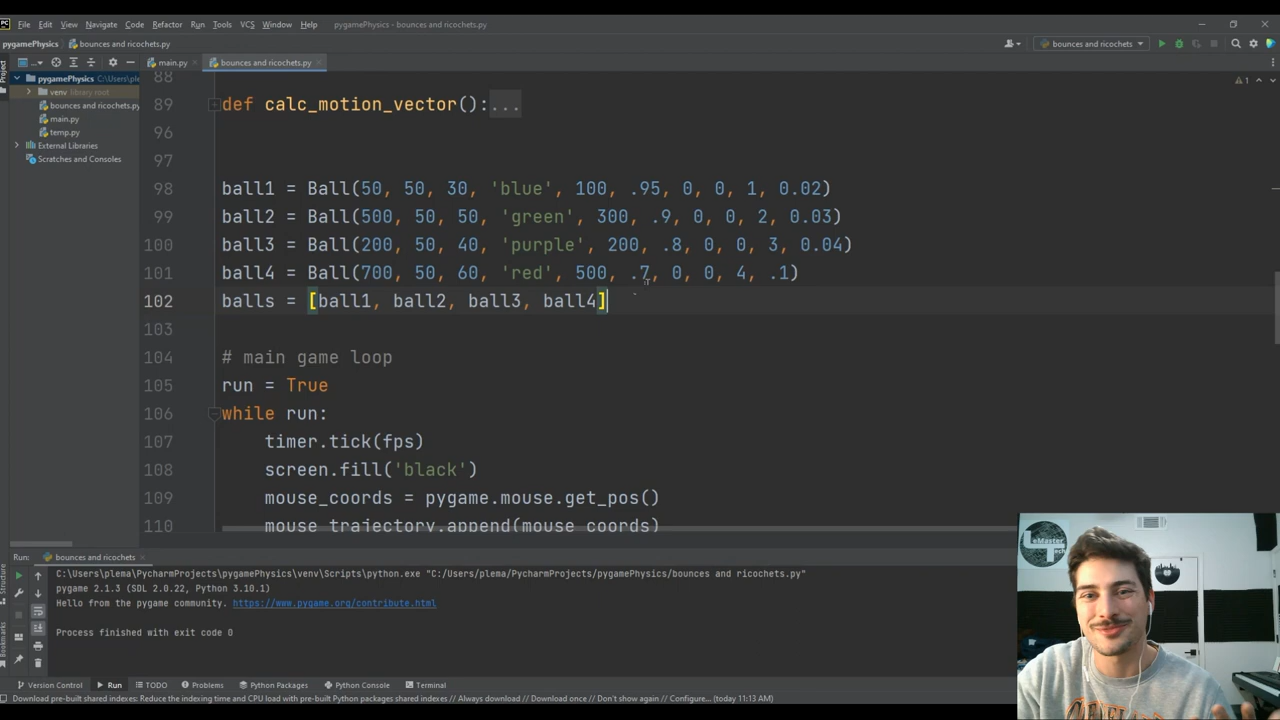 File Edit View Navigate Code Refactor Run Tools VCS Window Help pygamePhysics - bounces and ricochets.py
pygamePhysics bounces and ricochets.py bounces and ricochets
Project
main.py bounces and ricochets.py
pygamePhysics C:\Users\plema
venv library root
bounces and ricochets.py
main.py
temp.py
External Libraries
Scratches and Consoles
1
88
89 def calc_motion_vector():...
96
97
98 ball1 = Ball(50, 50, 30, 'blue', 100, .95, 0, 0, 1, 0.02)
99 ball2 = Ball(500, 50, 50, 'green', 300, .9, 0, 0, 2, 0.03)
100 ball3 = Ball(200, 50, 40, 'purple', 200, .8, 0, 0, 3, 0.04)
101 ball4 = Ball(700, 50, 60, 'red', 500, .7, 0, 0, 4, .1)
102 balls = [ball1, ball2, ball3, ball4]
103
104 # main game loop
105 run = True
106 while run:
107 timer.tick(fps)
108 screen.fill('black')
109 mouse_coords = pygame.mouse.get_pos()
110 mouse_trajectory.append(mouse_coords)
Run: bounces and ricochets
C:\Users\plema\PycharmProjects\pygamePhysics\venv\Scripts\python.exe "C:/Users/plema/PycharmProjects/pygamePhysics/bounces and ricochets.py"
pygame 2.1.3 (SDL 2.0.22, Python 3.10.1)
Hello from the pygame community. https://www.pygame.org/contribute.html
Process finished with exit code 0
Structure
Bookmarks
Version Control Run TODO Problems Python Packages Python Console Terminal
Download pre-built shared indexes: Reduce the indexing time and CPU load with pre-built Python packages shared indexes // Always download // Download once // Don't show again // Configure... (today 11:13 AM)
eMaster
Tech